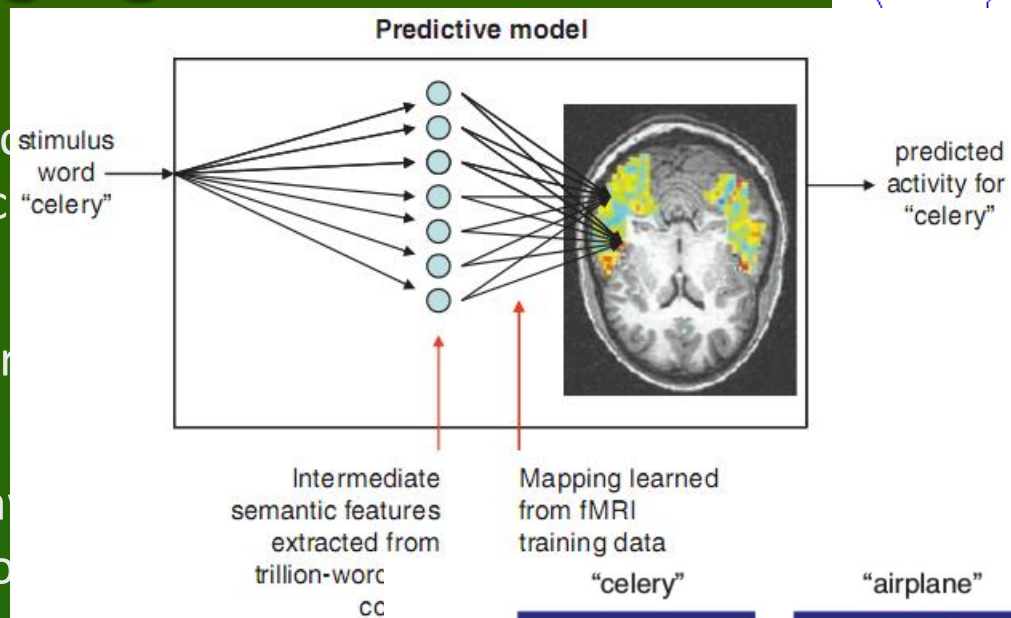 Predictive model
stimulus
word
“celery”
predicted
activity for
“celery”
Intermediate
semantic features
extracted from
Mapping learned
from fMRI
training data
“celery”
“airplane”